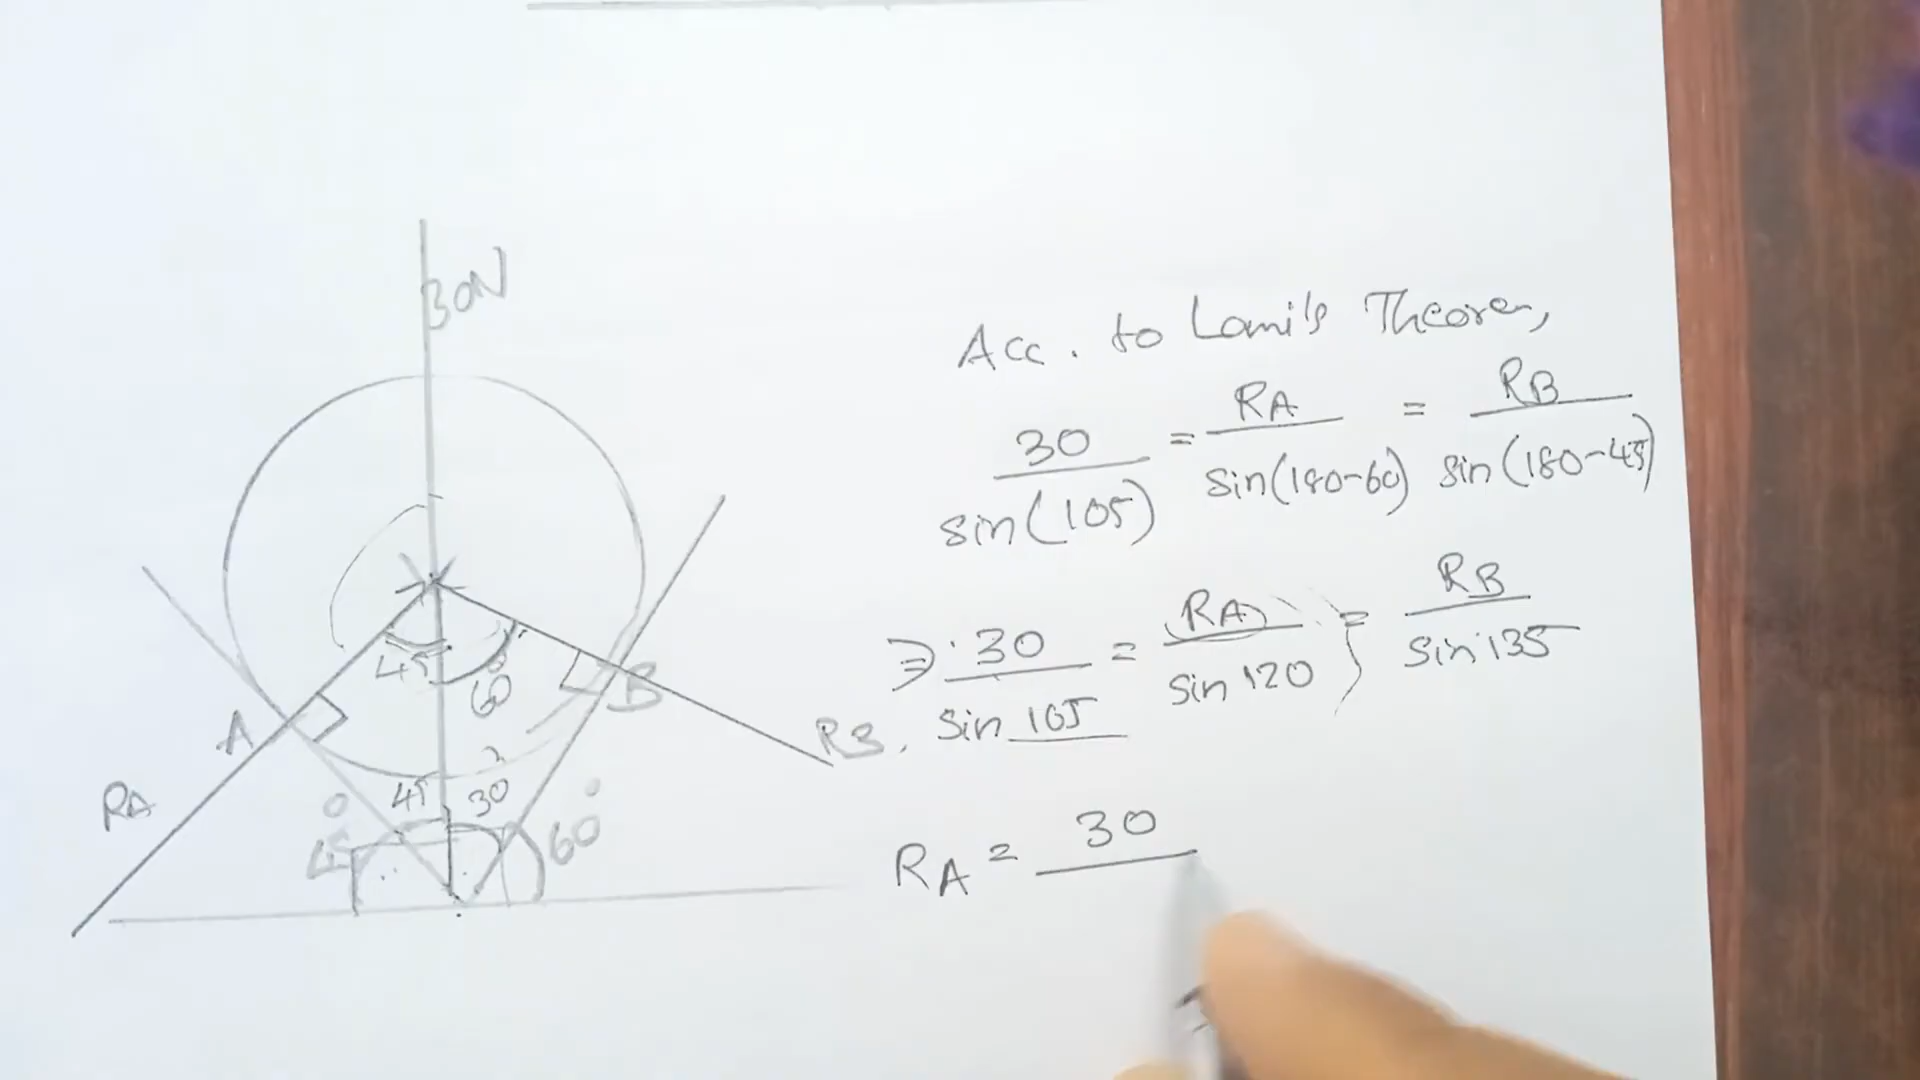 30N
45
60
A
B
RA
RB.
45 30
45° 60°
Acc. to Lami's Theorem,
30/sin(105) = RA/sin(180-60) = RB/sin(180-45)
⇒ 30/sin 105 = RA/sin 120 = RB/sin 135
RA = 30